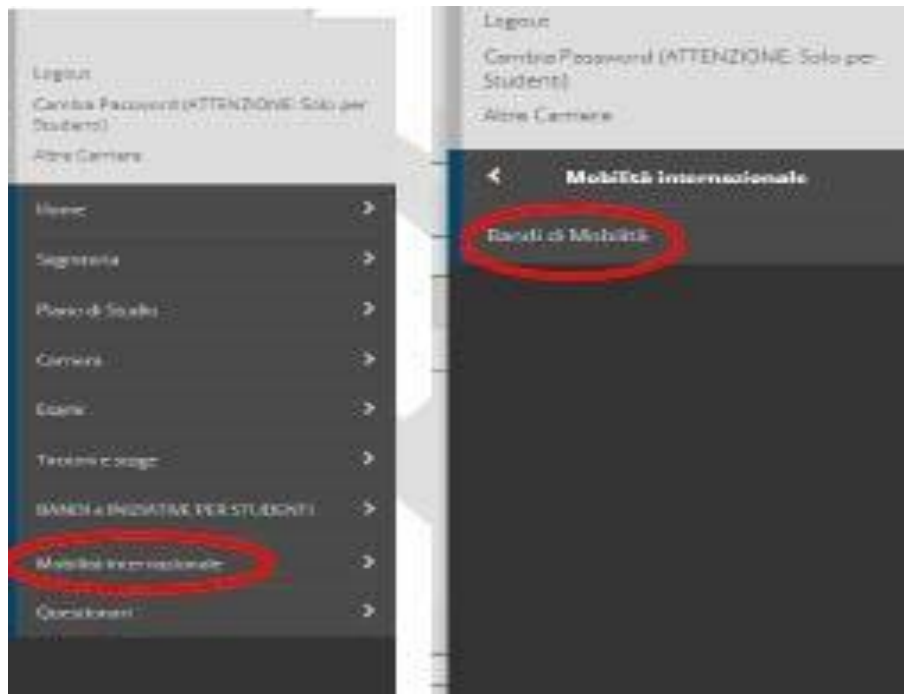 Logout
Cambia Password (ATTENZIONE: Solo per
Studenti)
Altre Carriere
Home
Segreteria
Piano di Studio
Carriera
Esami
Tirocini e stage
BANDI e INIZIATIVE PER STUDENTI
Mobilità internazionale
Questionari
Logout
Cambia Password (ATTENZIONE: Solo per
Studenti)
Altre Carriere
Mobilità internazionale
Bandi di Mobilità